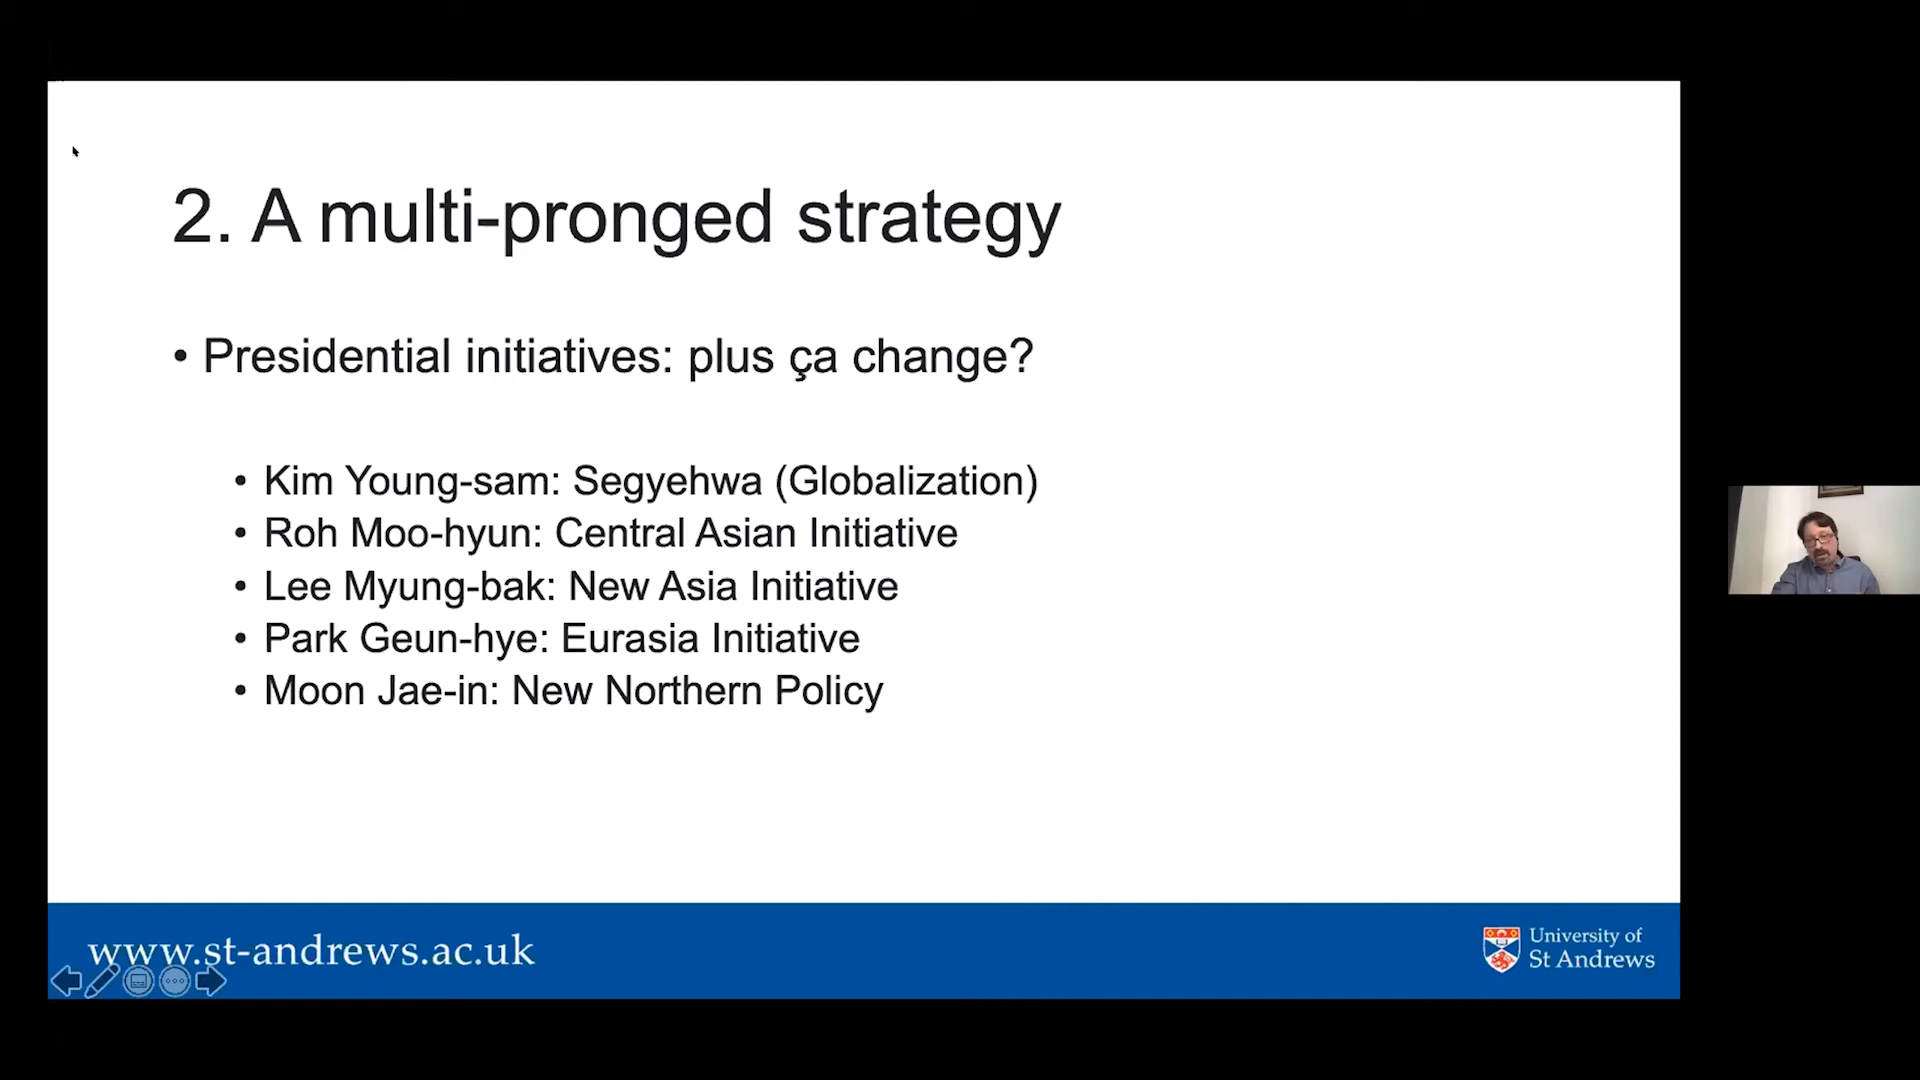 2. A multi-pronged strategy
• Presidential initiatives: plus ça change?
• Kim Young-sam: Segyehwa (Globalization)
• Roh Moo-hyun: Central Asian Initiative
• Lee Myung-bak: New Asia Initiative
• Park Geun-hye: Eurasia Initiative
• Moon Jae-in: New Northern Policy
www.st-andrews.ac.uk
University of
St Andrews